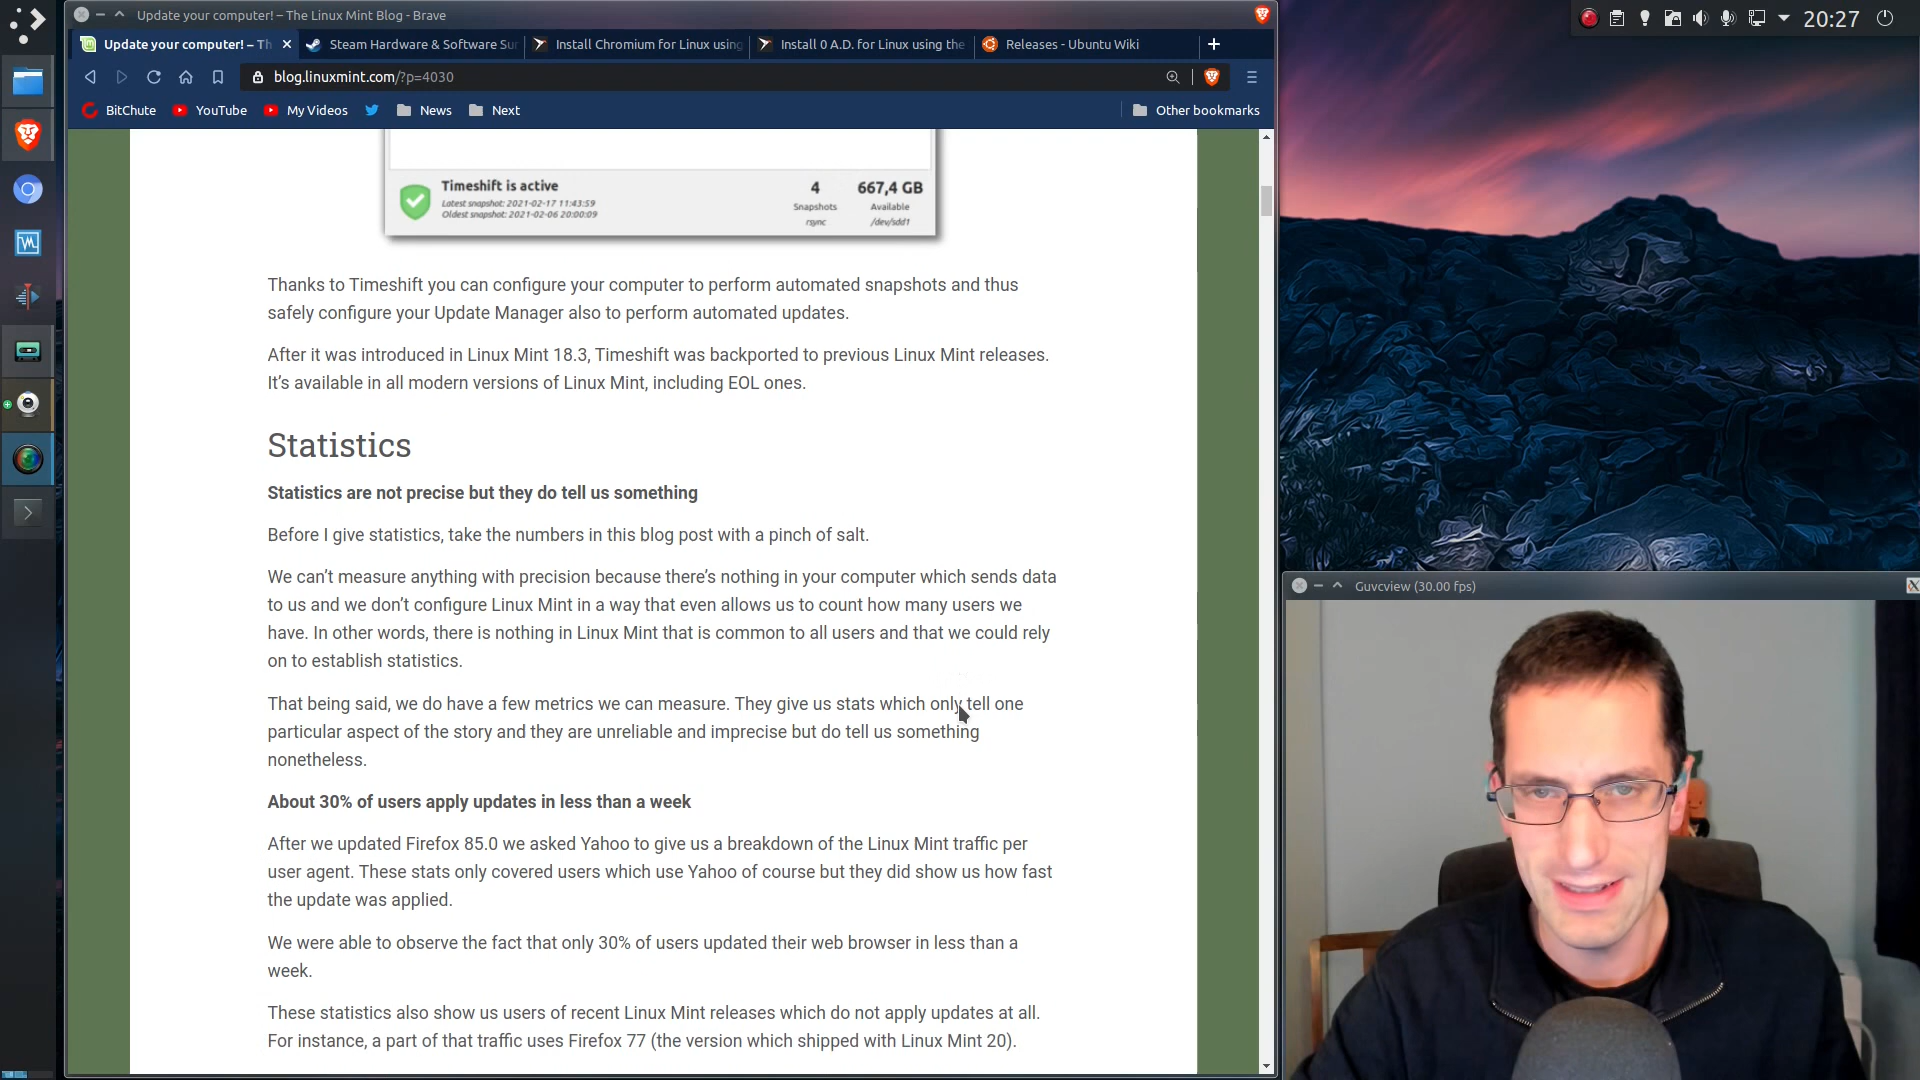 Update your computer! – The Linux Mint Blog - Brave
20:27
Update your computer! – Th
Steam Hardware & Software Sur
Install Chromium for Linux using
Install 0 A.D. for Linux using the
Releases - Ubuntu Wiki
blog.linuxmint.com/?p=4030
BitChute
YouTube
My Videos
News
Next
Other bookmarks
Timeshift is active
Latest snapshot: 2021-02-17 11:43:59
Oldest snapshot: 2021-02-06 20:00:09
4
Snapshots
rsync
667,4 GB
Available
/dev/sdd1
Thanks to Timeshift you can configure your computer to perform automated snapshots and thus
safely configure your Update Manager also to perform automated updates.
After it was introduced in Linux Mint 18.3, Timeshift was backported to previous Linux Mint releases.
It’s available in all modern versions of Linux Mint, including EOL ones.
Statistics
Statistics are not precise but they do tell us something
Before I give statistics, take the numbers in this blog post with a pinch of salt.
We can’t measure anything with precision because there’s nothing in your computer which sends data
to us and we don’t configure Linux Mint in a way that even allows us to count how many users we
have. In other words, there is nothing in Linux Mint that is common to all users and that we could rely
on to establish statistics.
That being said, we do have a few metrics we can measure. They give us stats which only tell one
particular aspect of the story and they are unreliable and imprecise but do tell us something
nonetheless.
About 30% of users apply updates in less than a week
After we updated Firefox 85.0 we asked Yahoo to give us a breakdown of the Linux Mint traffic per
user agent. These stats only covered users which use Yahoo of course but they did show us how fast
the update was applied.
We were able to observe the fact that only 30% of users updated their web browser in less than a
week.
These statistics also show us users of recent Linux Mint releases which do not apply updates at all.
For instance, a part of that traffic uses Firefox 77 (the version which shipped with Linux Mint 20).
Guvcview (30.00 fps)